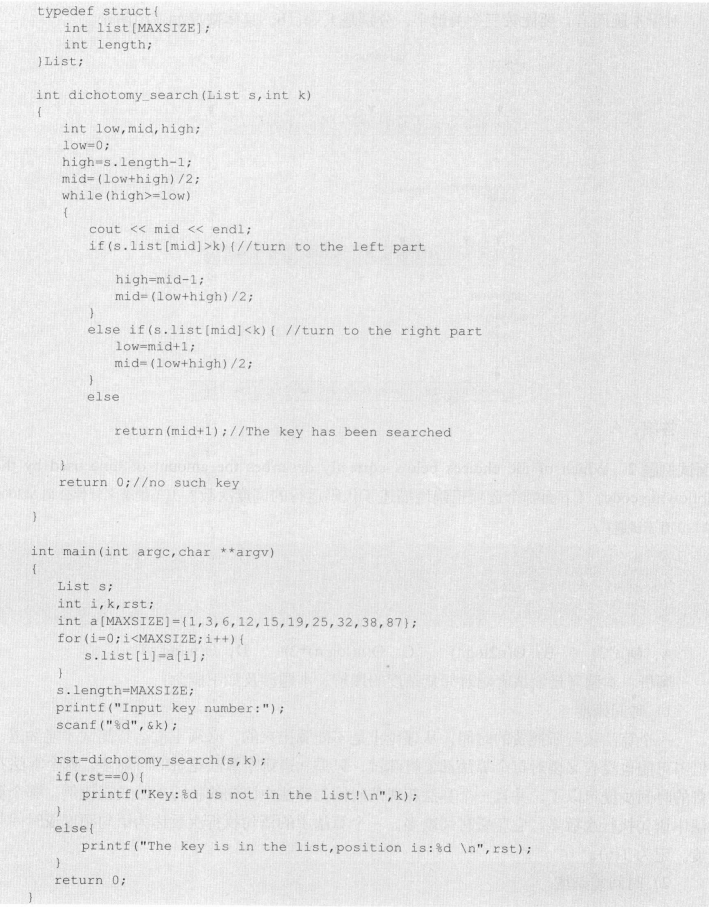 typedef struct{
int list[MAXSIZE];
int length;
}List;
int dichotomy_search(List s,int k)
{
int low,mid,high;
low=0;
high=s.length-1;
mid=(low+high)/2;
while(high>=low)
{
cout << mid << endl;
if(s.list[mid]>k){//turn to the left part
high=mid-1;
mid=(low+high)/2;
}
else if(s.list[mid]<k){ //turn to the right part
low=mid+1;
mid=(low+high)/2;
}
else
return(mid+1);//The key has been searched
}
return 0;//no such key
}
int main(int argc,char **argv)
{
List s;
int i,k,rst;
int a[MAXSIZE]={1,3,6,12,15,19,25,32,38,87};
for(i=0;i<MAXSIZE;i++){
s.list[i]=a[i];
}
s.length=MAXSIZE;
printf("Input key number:");
scanf("%d",&k);
rst=dichotomy_search(s,k);
if(rst==0){
printf("Key:%d is not in the list!\n",k);
}
else{
printf("The key is in the list,position is:%d \n",rst);
}
return 0;
}